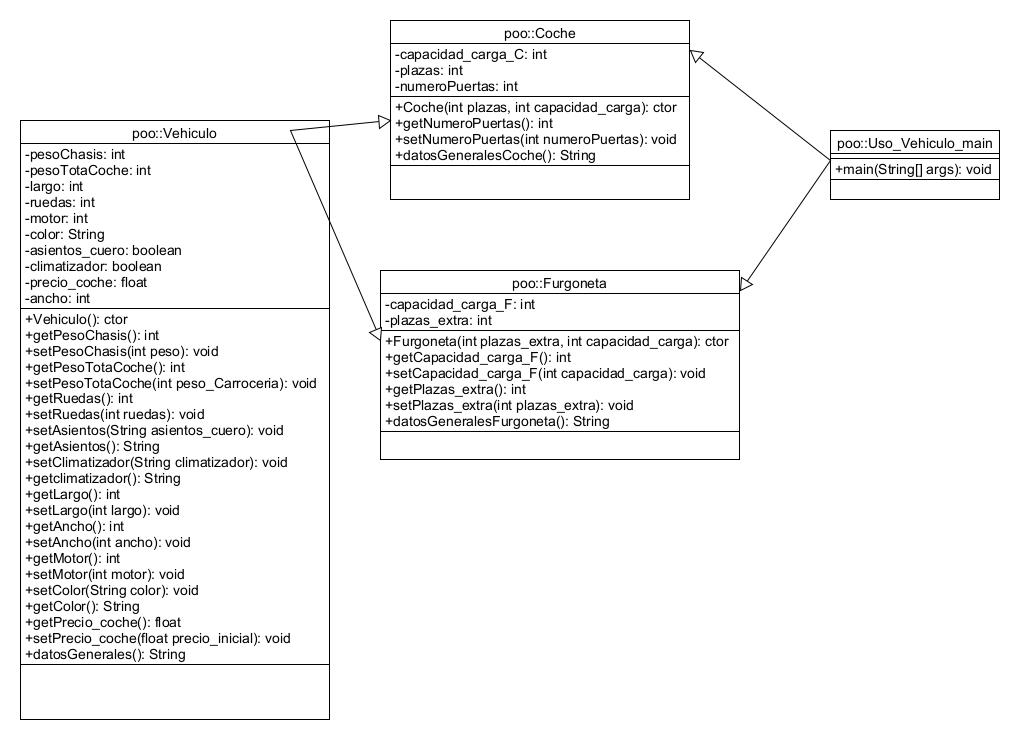 poo::Coche
-capacidad_carga_C: int
-plazas: int
-numeroPuertas: int
+Coche(int plazas, int capacidad_carga): ctor
+getNumeroPuertas(): int
+setNumeroPuertas(int numeroPuertas): void
+datosGeneralesCoche(): String
poo::Vehiculo
-pesoChasis: int
-pesoTotaCoche: int
-largo: int
-ruedas: int
-motor: int
-color: String
-asientos_cuero: boolean
-climatizador: boolean
-precio_coche: float
-ancho: int
+Vehiculo(): ctor
+getPesoChasis(): int
+setPesoChasis(int peso): void
+getPesoTotaCoche(): int
+setPesoTotaCoche(int peso_Carroceria): void
+getRuedas(): int
+setRuedas(int ruedas): void
+setAsientos(String asientos_cuero): void
+getAsientos(): String
+setClimatizador(String climatizador): void
+getclimatizador(): String
+getLargo(): int
+setLargo(int largo): void
+getAncho(): int
+setAncho(int ancho): void
+getMotor(): int
+setMotor(int motor): void
+setColor(String color): void
+getColor(): String
+getPrecio_coche(): float
+setPrecio_coche(float precio_inicial): void
+datosGenerales(): String
poo::Uso_Vehiculo_main
+main(String[] args): void
poo::Furgoneta
-capacidad_carga_F: int
-plazas_extra: int
+Furgoneta(int plazas_extra, int capacidad_carga): ctor
+getCapacidad_carga_F(): int
+setCapacidad_carga_F(int capacidad_carga): void
+getPlazas_extra(): int
+setPlazas_extra(int plazas_extra): void
+datosGeneralesFurgoneta(): String